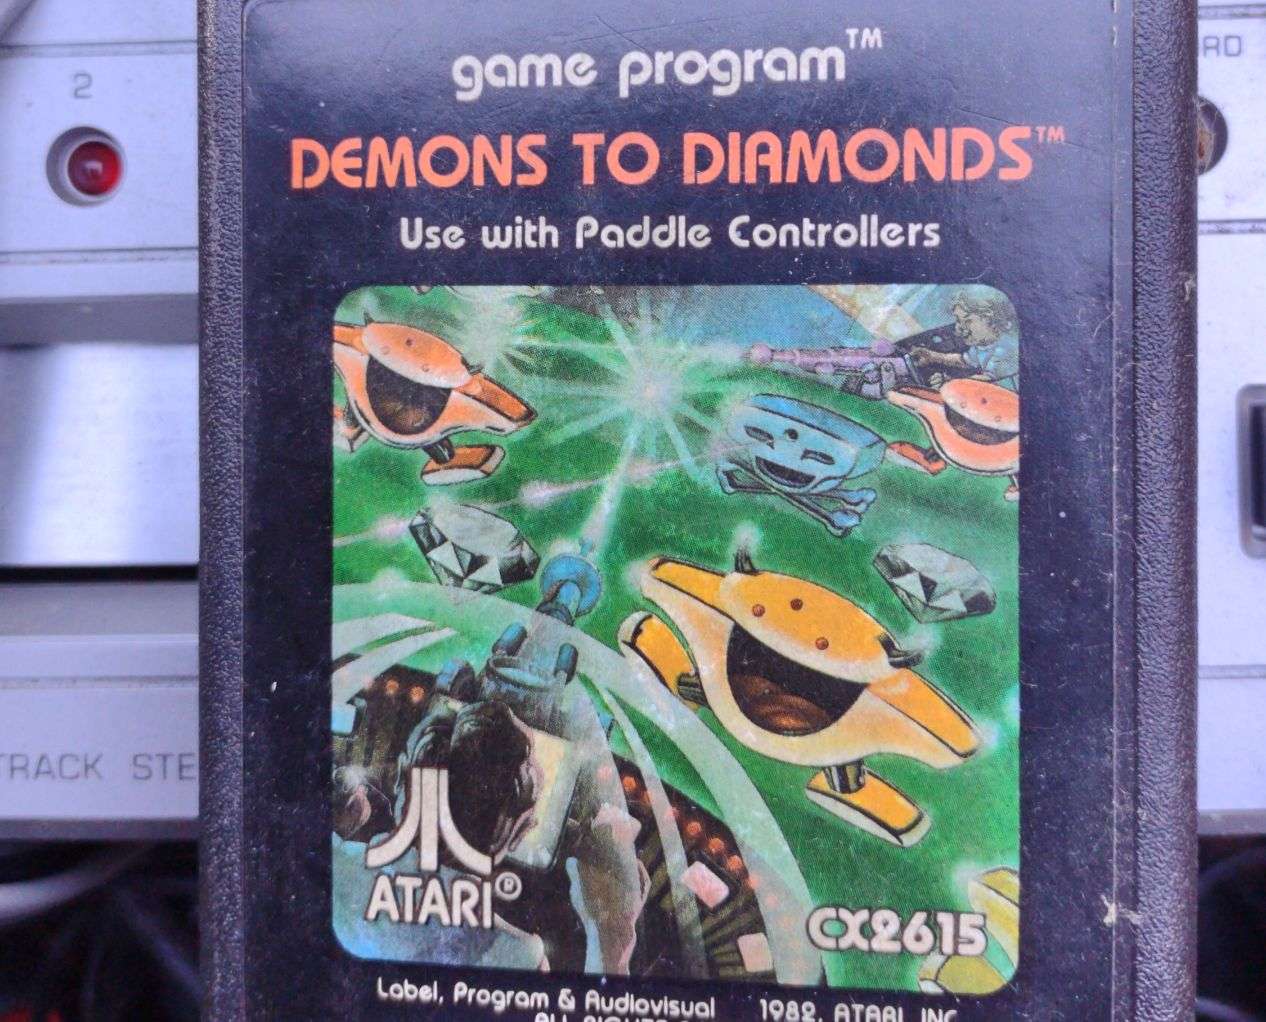 2
RD
game program™
DEMONS TO DIAMONDS™
Use with Paddle Controllers
TRACK STE
ATARI®
CX2615
Label, Program & Audiovisual 1982, ATARI, INC.